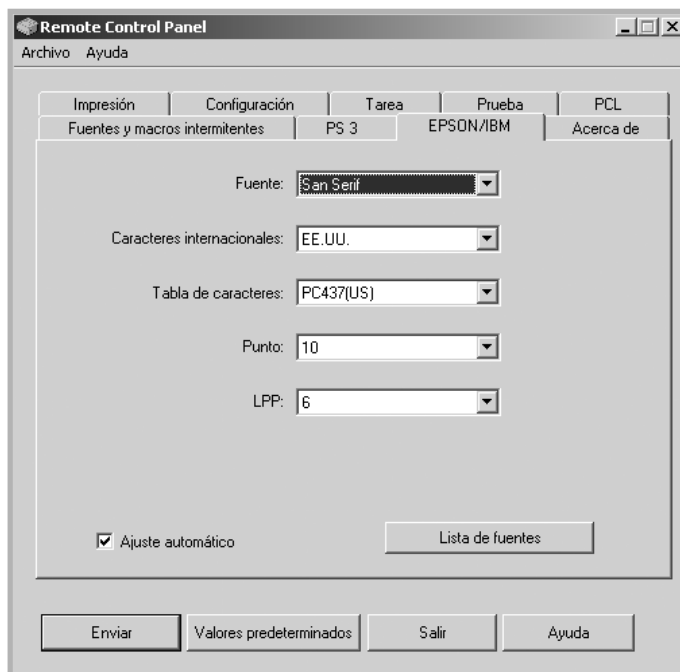 Remote Control Panel
Archivo Ayuda
Impresión Configuración Tarea Prueba PCL
Fuentes y macros intermitentes PS 3 EPSON/IBM Acerca de
Fuente: San Serif
Caracteres internacionales: EE.UU.
Tabla de caracteres: PC437(US)
Punto: 10
LPP: 6
Ajuste automático Lista de fuentes
Enviar Valores predeterminados Salir Ayuda